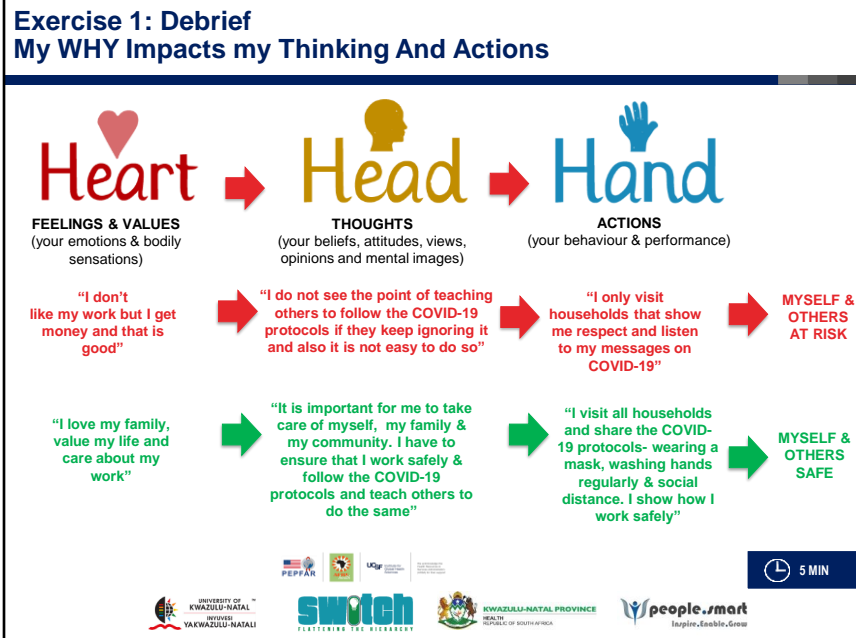 Exercise 1: Debrief
My WHY Impacts my Thinking And Actions
Heart
Head
Hand
FEELINGS & VALUES
(your emotions & bodily
sensations)
THOUGHTS
(your beliefs, attitudes, views,
opinions and mental images)
ACTIONS
(your behaviour & performance)
“I don’t
like my work but I get
money and that is
good”
“I do not see the point of teaching
others to follow the COVID-19
protocols if they keep ignoring it
and also it is not easy to do so”
“I only visit
households that show
me respect and listen
to my messages on
COVID-19”
MYSELF &
OTHERS
AT RISK
“I love my family,
value my life and
care about my
work”
“It is important for me to take
care of myself,  my family &
my community. I have to
ensure that I work safely &
follow the COVID-19
protocols and teach others to
do the same”
“I visit all households
and share the COVID-
19 protocols- wearing a
mask, washing hands
regularly & social
distance. I show how I
work safely”
MYSELF &
OTHERS
SAFE
5 MIN
PEPFAR
UCSF
UNIVERSITY OF
KWAZULU-NATAL
INYUVESI
YAKWAZULU-NATALI
switch
FLATTENING THE HIERARCHY
KWAZULU-NATAL PROVINCE
HEALTH
REPUBLIC OF SOUTH AFRICA
people.smart
Inspire.Enable.Grow